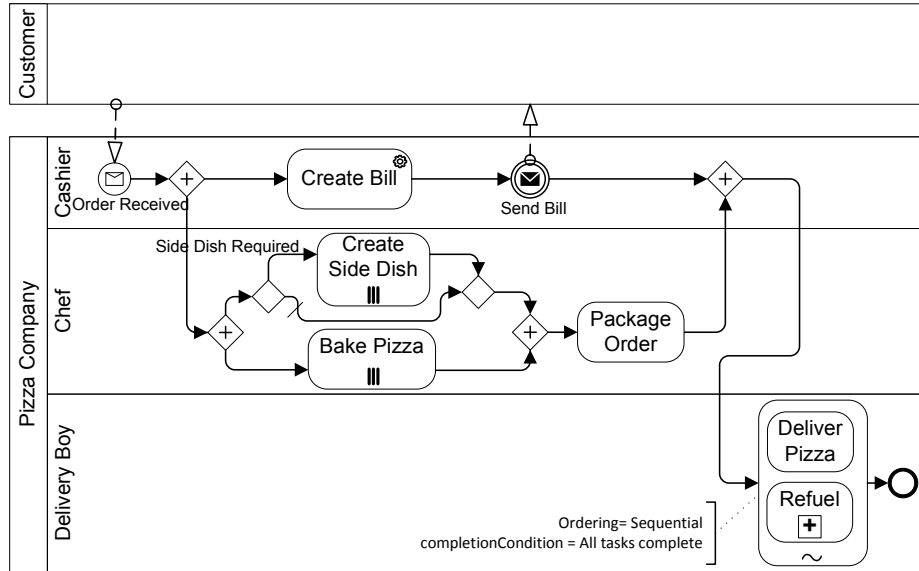 Customer
Pizza Company
Cashier
Order Received
Create Bill
Send Bill
Chef
Side Dish Required
Create
Side Dish
Bake Pizza
Package
Order
Delivery Boy
Deliver
Pizza
Refuel
Ordering= Sequential
completionCondition = All tasks complete